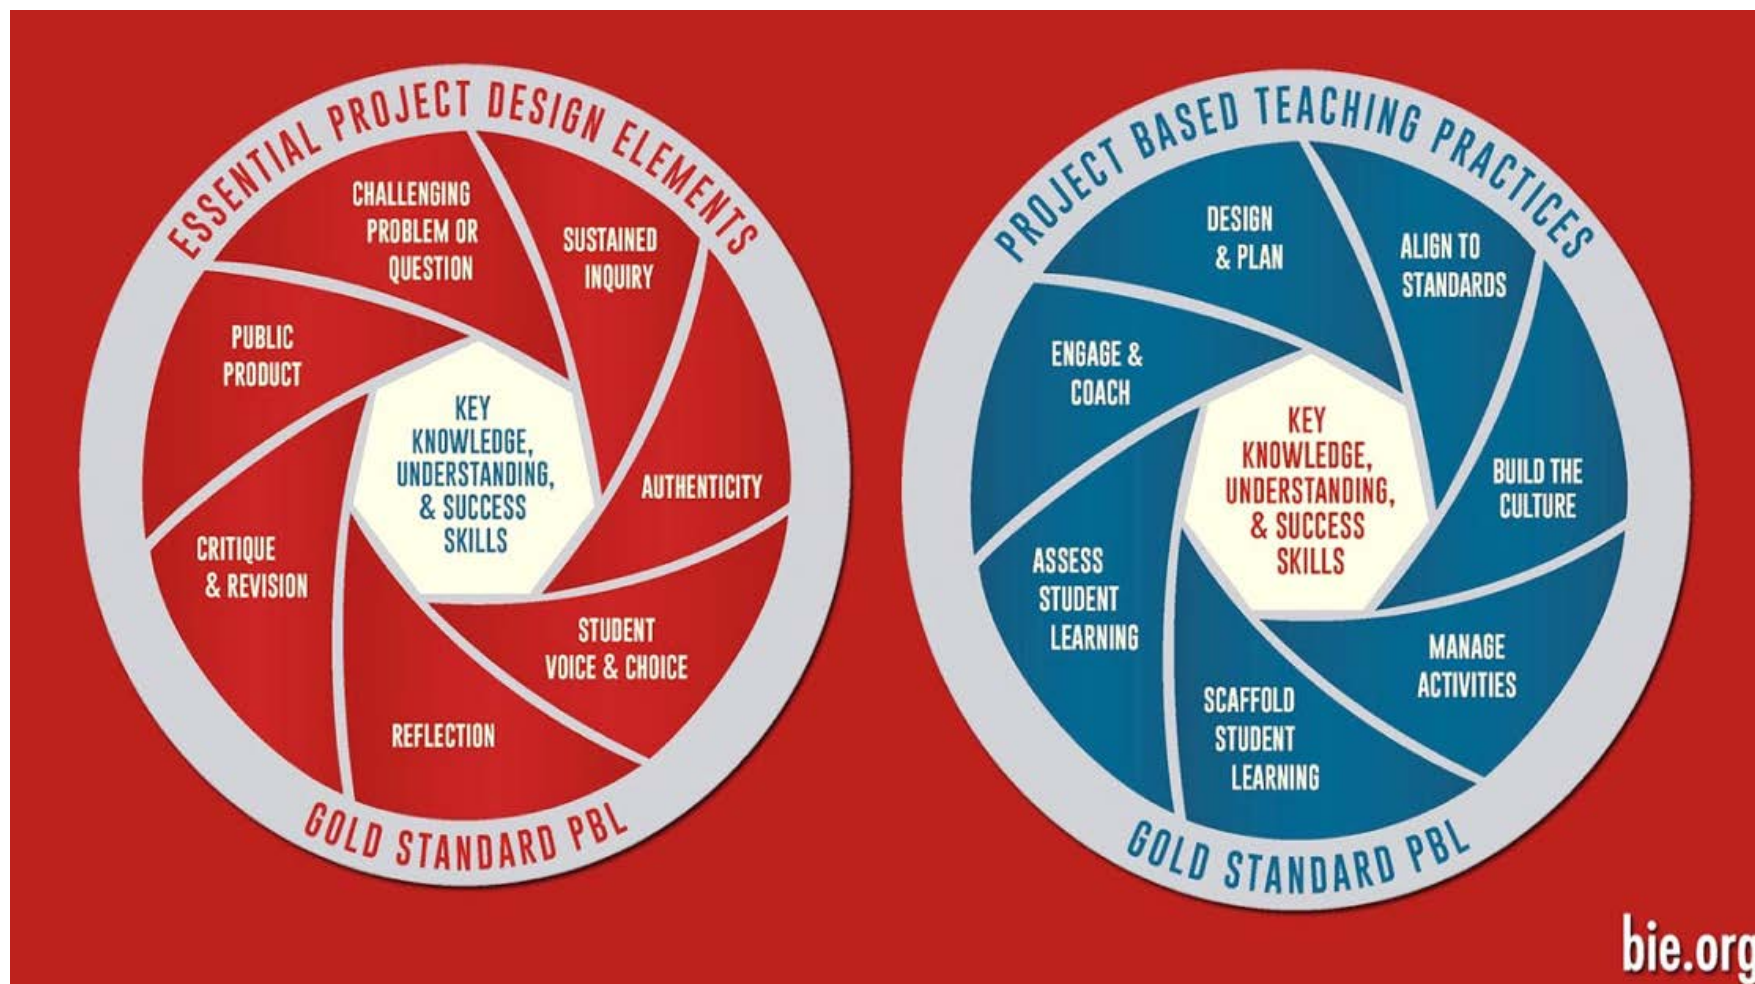 ESSENTIAL PROJECT DESIGN ELEMENTS
CHALLENGING
PROBLEM OR
QUESTION
SUSTAINED
INQUIRY
AUTHENTICITY
STUDENT
VOICE & CHOICE
REFLECTION
CRITIQUE
& REVISION
PUBLIC
PRODUCT
KEY
KNOWLEDGE,
UNDERSTANDING,
& SUCCESS
SKILLS
GOLD STANDARD PBL
PROJECT BASED TEACHING PRACTICES
DESIGN
& PLAN
ALIGN TO
STANDARDS
BUILD THE
CULTURE
MANAGE
ACTIVITIES
SCAFFOLD
STUDENT
LEARNING
ASSESS
STUDENT
LEARNING
ENGAGE &
COACH
KEY
KNOWLEDGE,
UNDERSTANDING,
& SUCCESS
SKILLS
GOLD STANDARD PBL
bie.org